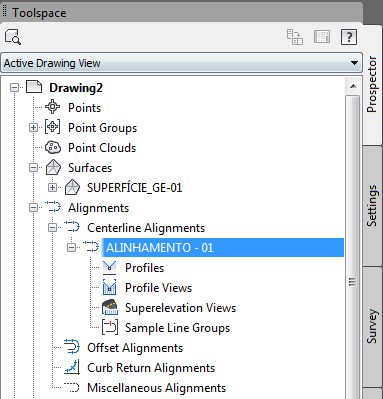 Toolspace
?
Active Drawing View
Drawing2
Points
Point Groups
Point Clouds
Surfaces
SUPERFÍCIE_GE-01
Alignments
Centerline Alignments
ALINHAMENTO - 01
Profiles
Profile Views
Superelevation Views
Sample Line Groups
Offset Alignments
Curb Return Alignments
Miscellaneous Alignments
Prospector
Settings
Survey